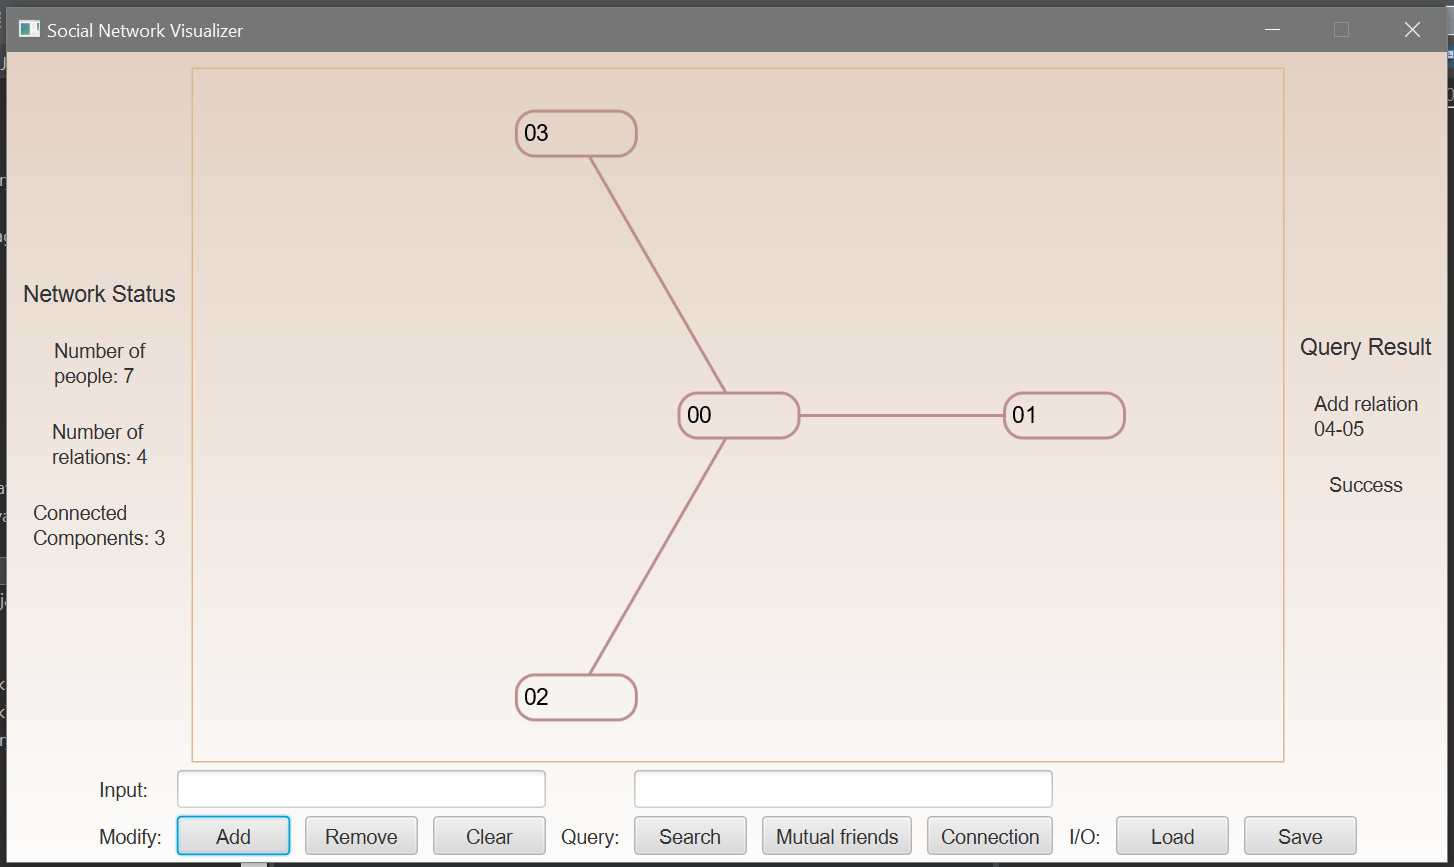 Social Network Visualizer
03
Network Status
Number of
people: 7
Number of
relations: 4
Connected
Components: 3
00
01
02
Query Result
Add relation
04-05
Success
Input:
Modify:
Add
Remove
Clear
Query:
Search
Mutual friends
Connection
I/O:
Load
Save